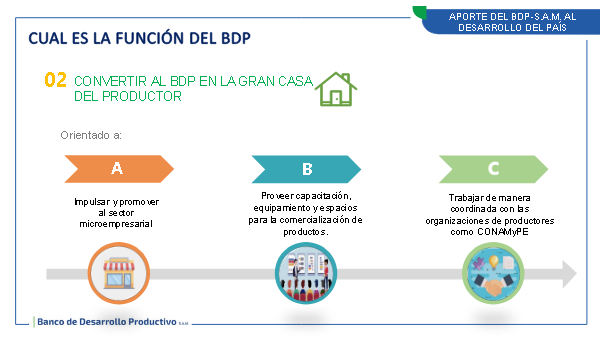 APORTE DEL BDP-S.A.M, AL
DESARROLLO DEL PAÍS
CUAL ES LA FUNCIÓN DEL BDP
02 CONVERTIR AL BDP EN LA GRAN CASA
DEL PRODUCTOR
Orientado a:
A
Impulsar y promover
al sector
microempresarial
B
Proveer capacitación,
equipamiento y espacios
para la comercialización de
productos.
C
Trabajar de manera
coordinada con las
organizaciones de productores
como CONAMyPE
Banco de Desarrollo Productivo S.A.M.